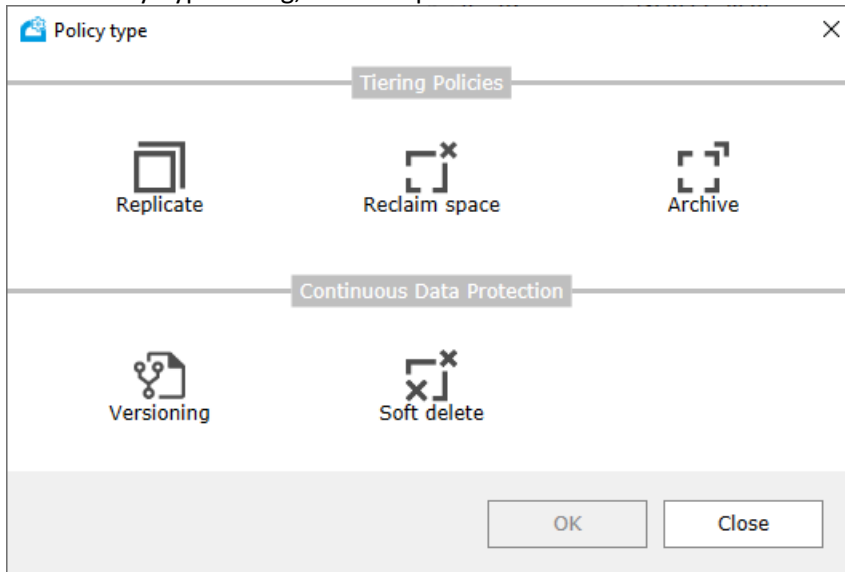 Policy type
Tiering Policies
Replicate
Reclaim space
Archive
Continuous Data Protection
Versioning
Soft delete
OK
Close